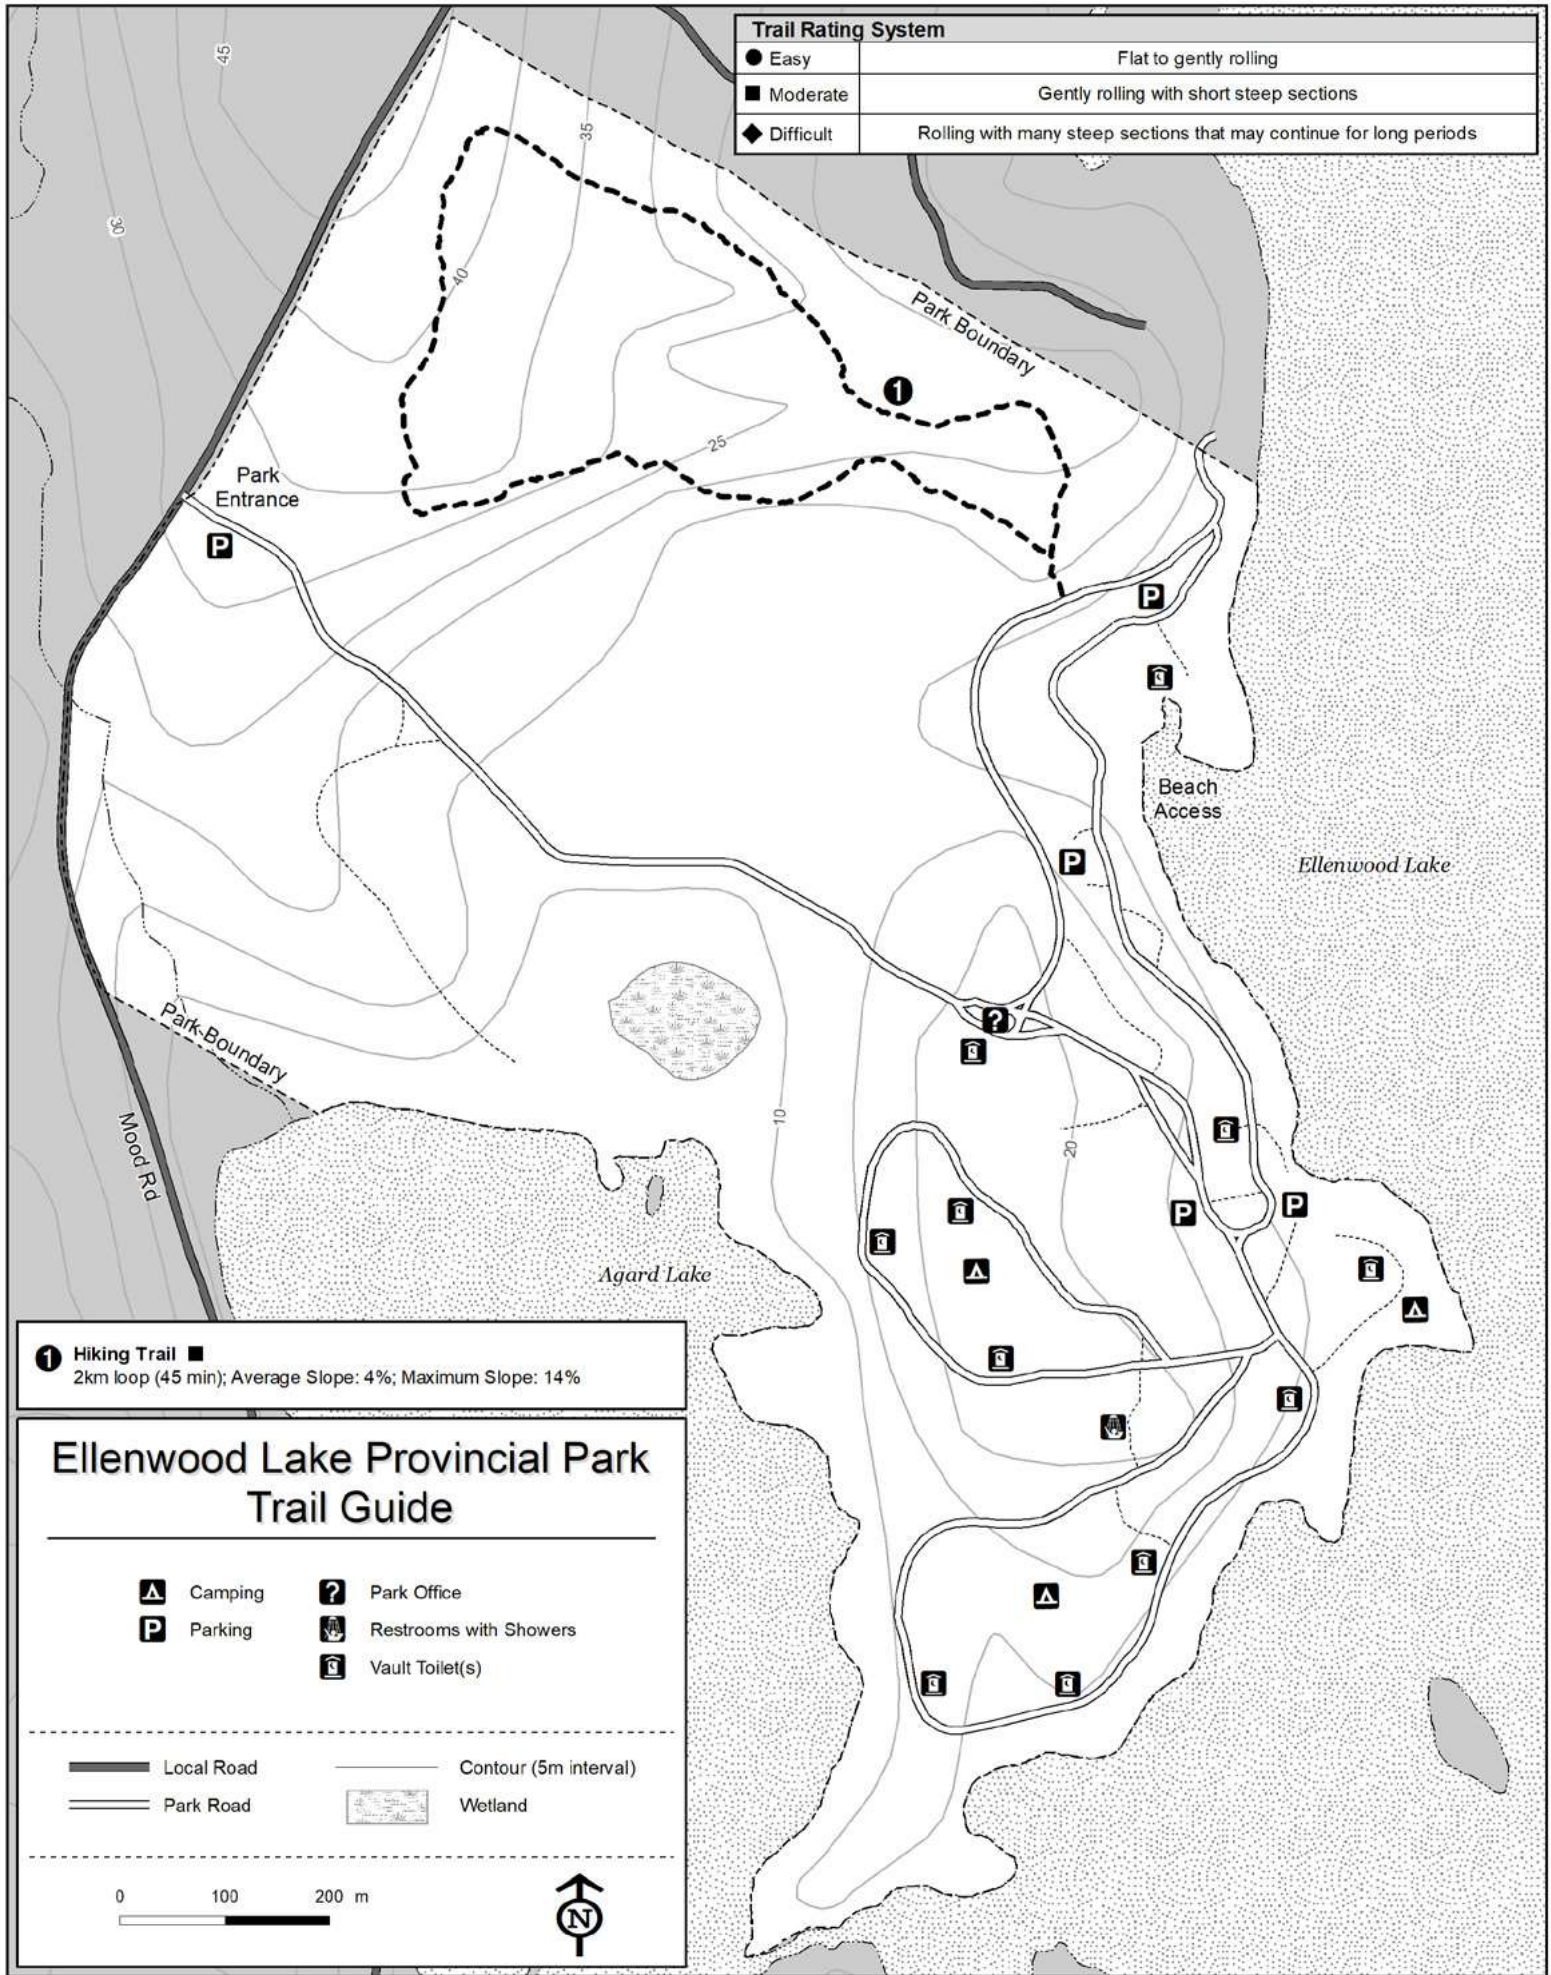 Trail Rating System
Easy Flat to gently rolling
Moderate Gently rolling with short steep sections
Difficult Rolling with many steep sections that may continue for long periods
45
35
30
40
Park Boundary
1
25
Park
Entrance
P
P
Beach
Access
P
Ellenwood Lake
?
Park Boundary
10
Mood Rd
20
P
P
Agard Lake
1 Hiking Trail
2km loop (45 min); Average Slope: 4%; Maximum Slope: 14%
Ellenwood Lake Provincial Park
Trail Guide
Camping
? Park Office
P Parking
Restrooms with Showers
Vault Toilet(s)
Local Road
Contour (5m interval)
Park Road
Wetland
0 100 200 m
N